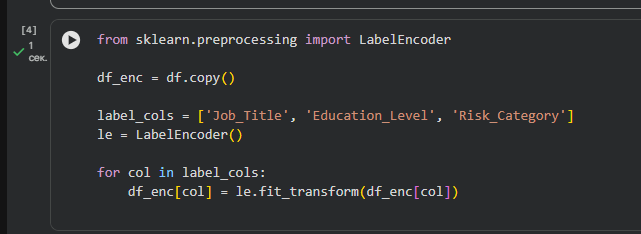 [4]
1
сек.
from sklearn.preprocessing import LabelEncoder
df_enc = df.copy()
label_cols = ['Job_Title', 'Education_Level', 'Risk_Category']
le = LabelEncoder()
for col in label_cols:
    df_enc[col] = le.fit_transform(df_enc[col])